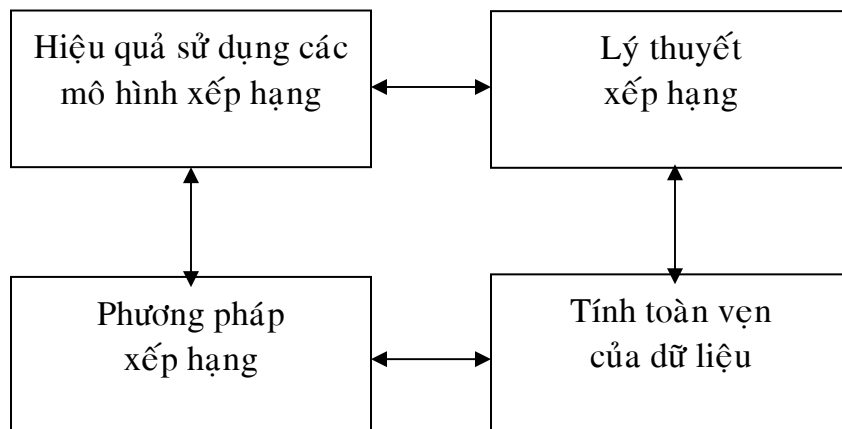 Hiệu quả sử dụng các
mô hình xếp hạng
Lý thuyết
xếp hạng
Phương pháp
xếp hạng
Tính toàn vẹn
của dữ liệu